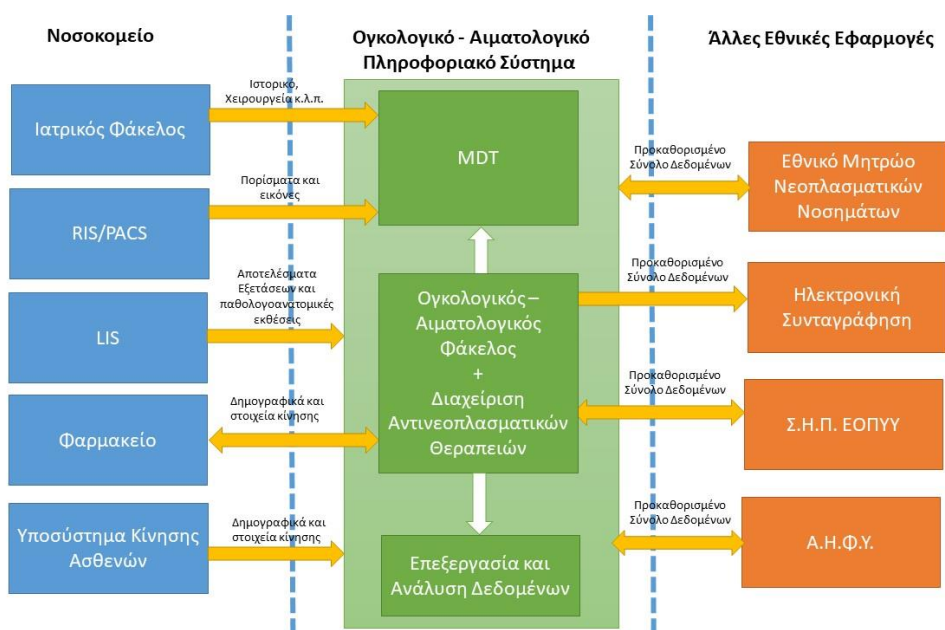 Νοσοκομείο
Ιατρικός Φάκελος
RIS/PACS
LIS
Φαρμακείο
Υποσύστημα Κίνησης
Ασθενών
Ιστορικό,
Χειρουργεία κ.λ.π.
Πορίσματα και
εικόνες
Αποτελέσματα
Εξετάσεων και
παθολογοανατομικές
εκθέσεις
Δημογραφικά και
στοιχεία κίνησης
Δημογραφικά και
στοιχεία κίνησης
Ογκολογικό - Αιματολογικό
Πληροφοριακό Σύστημα
MDT
Ογκολογικός –
Αιματολογικός
Φάκελος
+
Διαχείριση
Αντινεοπλασματικών
Θεραπειών
Επεξεργασία και
Ανάλυση Δεδομένων
Άλλες Εθνικές Εφαρμογές
Προκαθορισμένο
Σύνολο Δεδομένων
Προκαθορισμένο
Σύνολο Δεδομένων
Προκαθορισμένο
Σύνολο Δεδομένων
Προκαθορισμένο
Σύνολο Δεδομένων
Εθνικό Μητρώο
Νεοπλασματικών
Νοσημάτων
Ηλεκτρονική
Συνταγράφηση
Σ.Η.Π. ΕΟΠΥΥ
Α.Η.Φ.Υ.